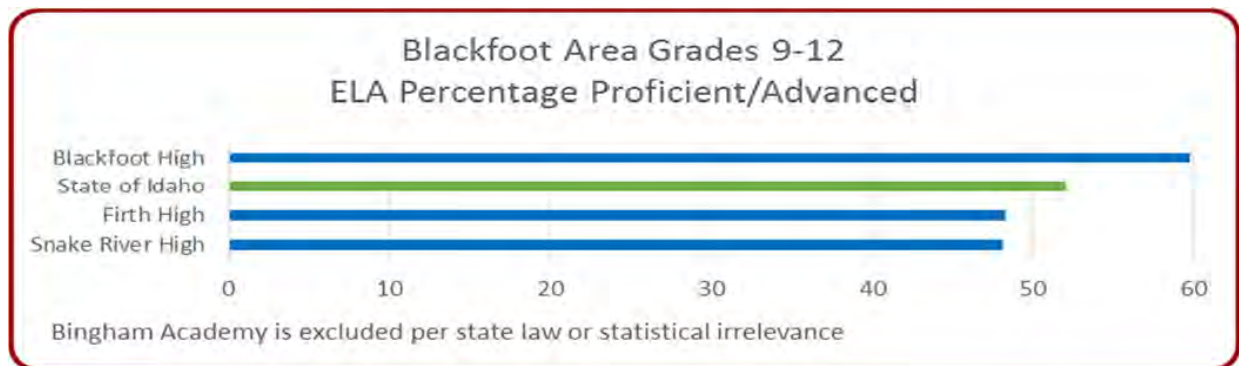 Blackfoot Area Grades 9-12
ELA Percentage Proficient/Advanced
Blackfoot High
State of Idaho
Firth High
Snake River High
0 10 20 30 40 50 60
Bingham Academy is excluded per state law or statistical irrelevance